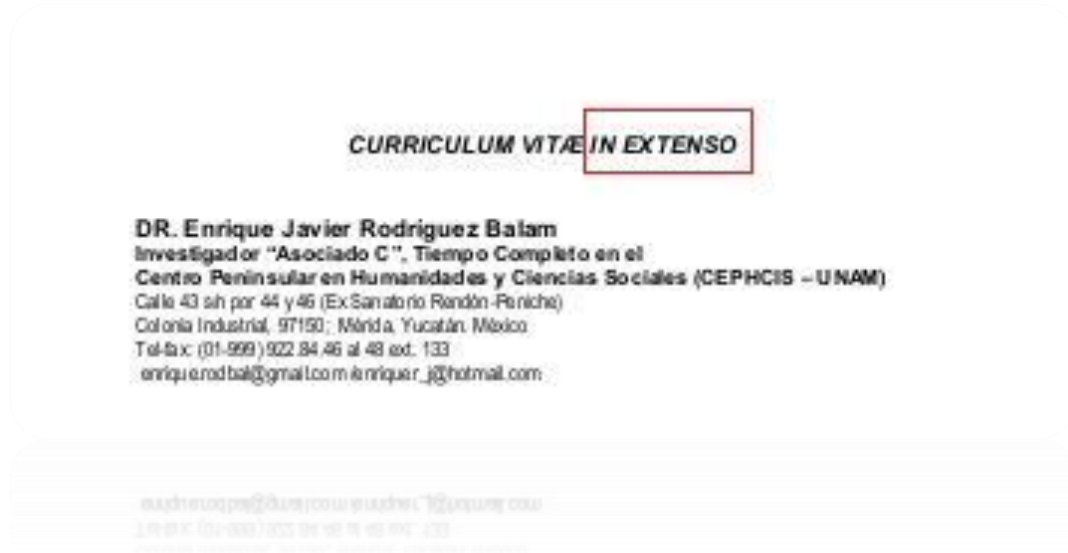 CURRICULUM VITÆ IN EXTENSO
DR. Enrique Javier Rodriguez Balam
Investigador "Asociado C", Tiempo Completo en el
Centro Peninsular en Humanidades y Ciencias Sociales (CEPHCIS – UNAM)
Calle 43 s/n por 44 y 46 (Ex Sanatorio Rendón-Peniche)
Colonia Industrial, 97150; Mérida, Yucatán. México
Tel-fax: (01-999) 922.84.46 al 48 ext. 133
enrique.rodbal@gmail.com /enriquer_j@hotmail.com